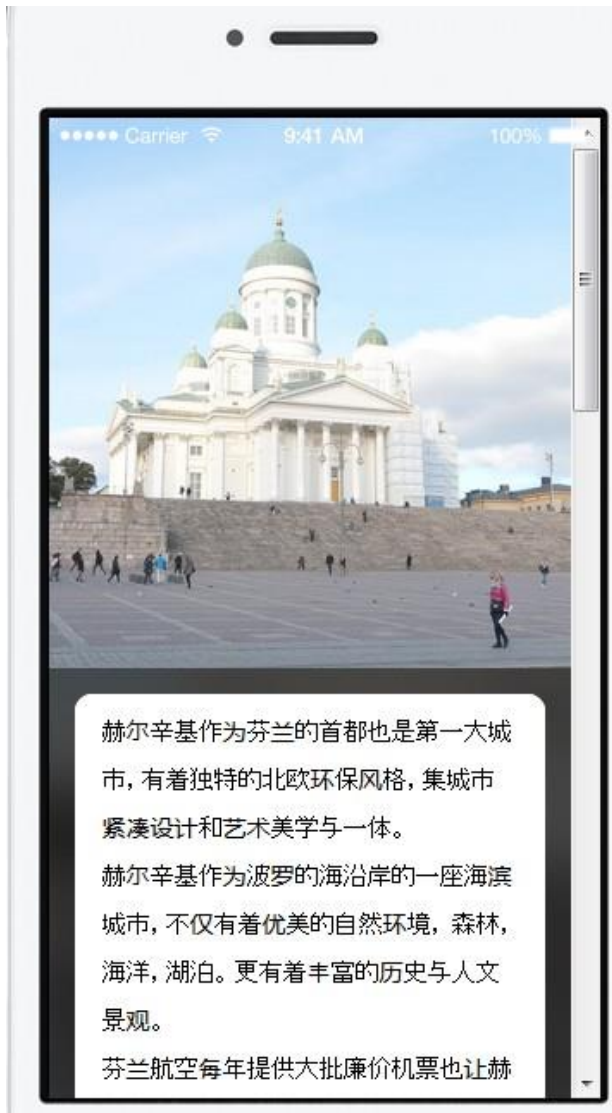 Carrier 9:41 AM 100%
赫尔辛基作为芬兰的首都也是第一大城
市,有着独特的北欧环保风格,集城市
紧凑设计和艺术美学与一体。
赫尔辛基作为波罗的海沿岸的一座海滨
城市,不仅有着优美的自然环境,森林,
海洋,湖泊。更有着丰富的历史与人文
景观。
芬兰航空每年提供大批廉价机票也让赫